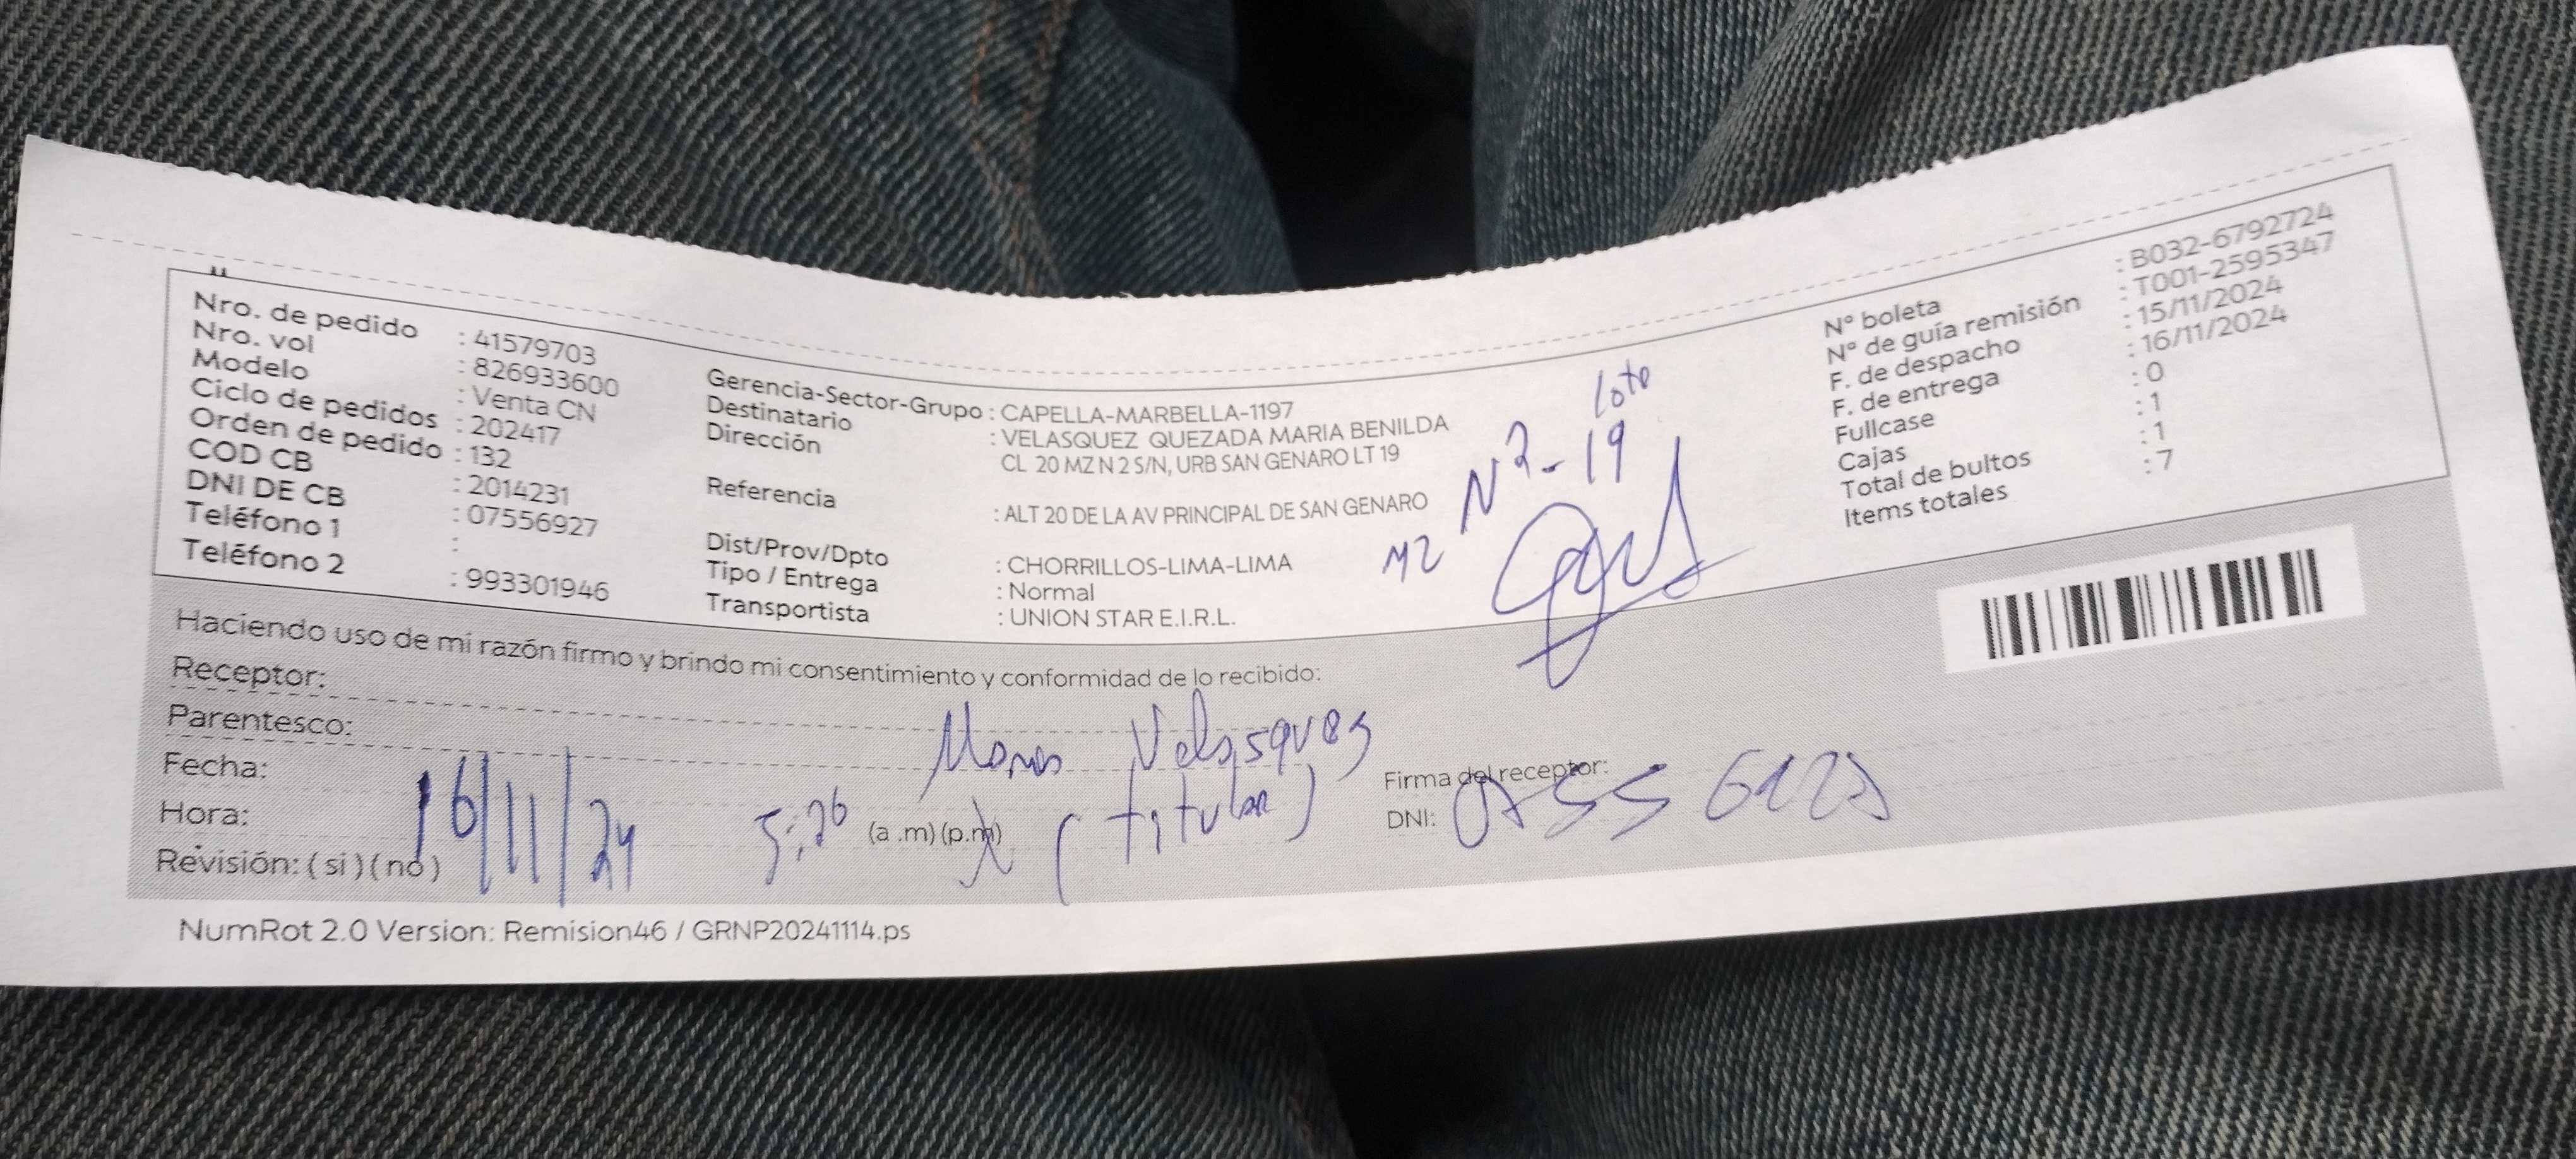 Nro. de pedido : 41579703
Nro. vol : 826933600
Modelo : Venta CN
Ciclo de pedidos : 202417
Orden de pedido : 132
COD CB : 2014231
DNI DE CB : 07556927
Teléfono 1 :
Teléfono 2 : 993301946
Gerencia-Sector-Grupo : CAPELLA-MARBELLA-1197
Destinatario : VELASQUEZ QUEZADA MARIA BENILDA
Dirección CL 20 MZ N 2 S/N, URB SAN GENARO LT 19
Referencia : ALT 20 DE LA AV PRINCIPAL DE SAN GENARO
Dist/Prov/Dpto : CHORRILLOS-LIMA-LIMA
Tipo / Entrega : Normal
Transportista : UNION STAR E.I.R.L.
lote
Mz N2-19
N° boleta : B032-6792724
N° de guía remisión : T001-2595347
F. de despacho : 15/11/2024
F. de entrega : 16/11/2024
Fullcase : 0
Cajas : 1
Total de bultos : 1
Items totales : 7
Haciendo uso de mi razón firmo y brindo mi consentimiento y conformidad de lo recibido:
Receptor:
Parentesco: Velasquez
Fecha: 16/11/24
Hora: 5:26 (a .m) (p.m) (titular)
Revisión: ( si ) ( no )
Firma del receptor:
DNI:
NumRot 2.0 Version: Remision46 / GRNP20241114.ps